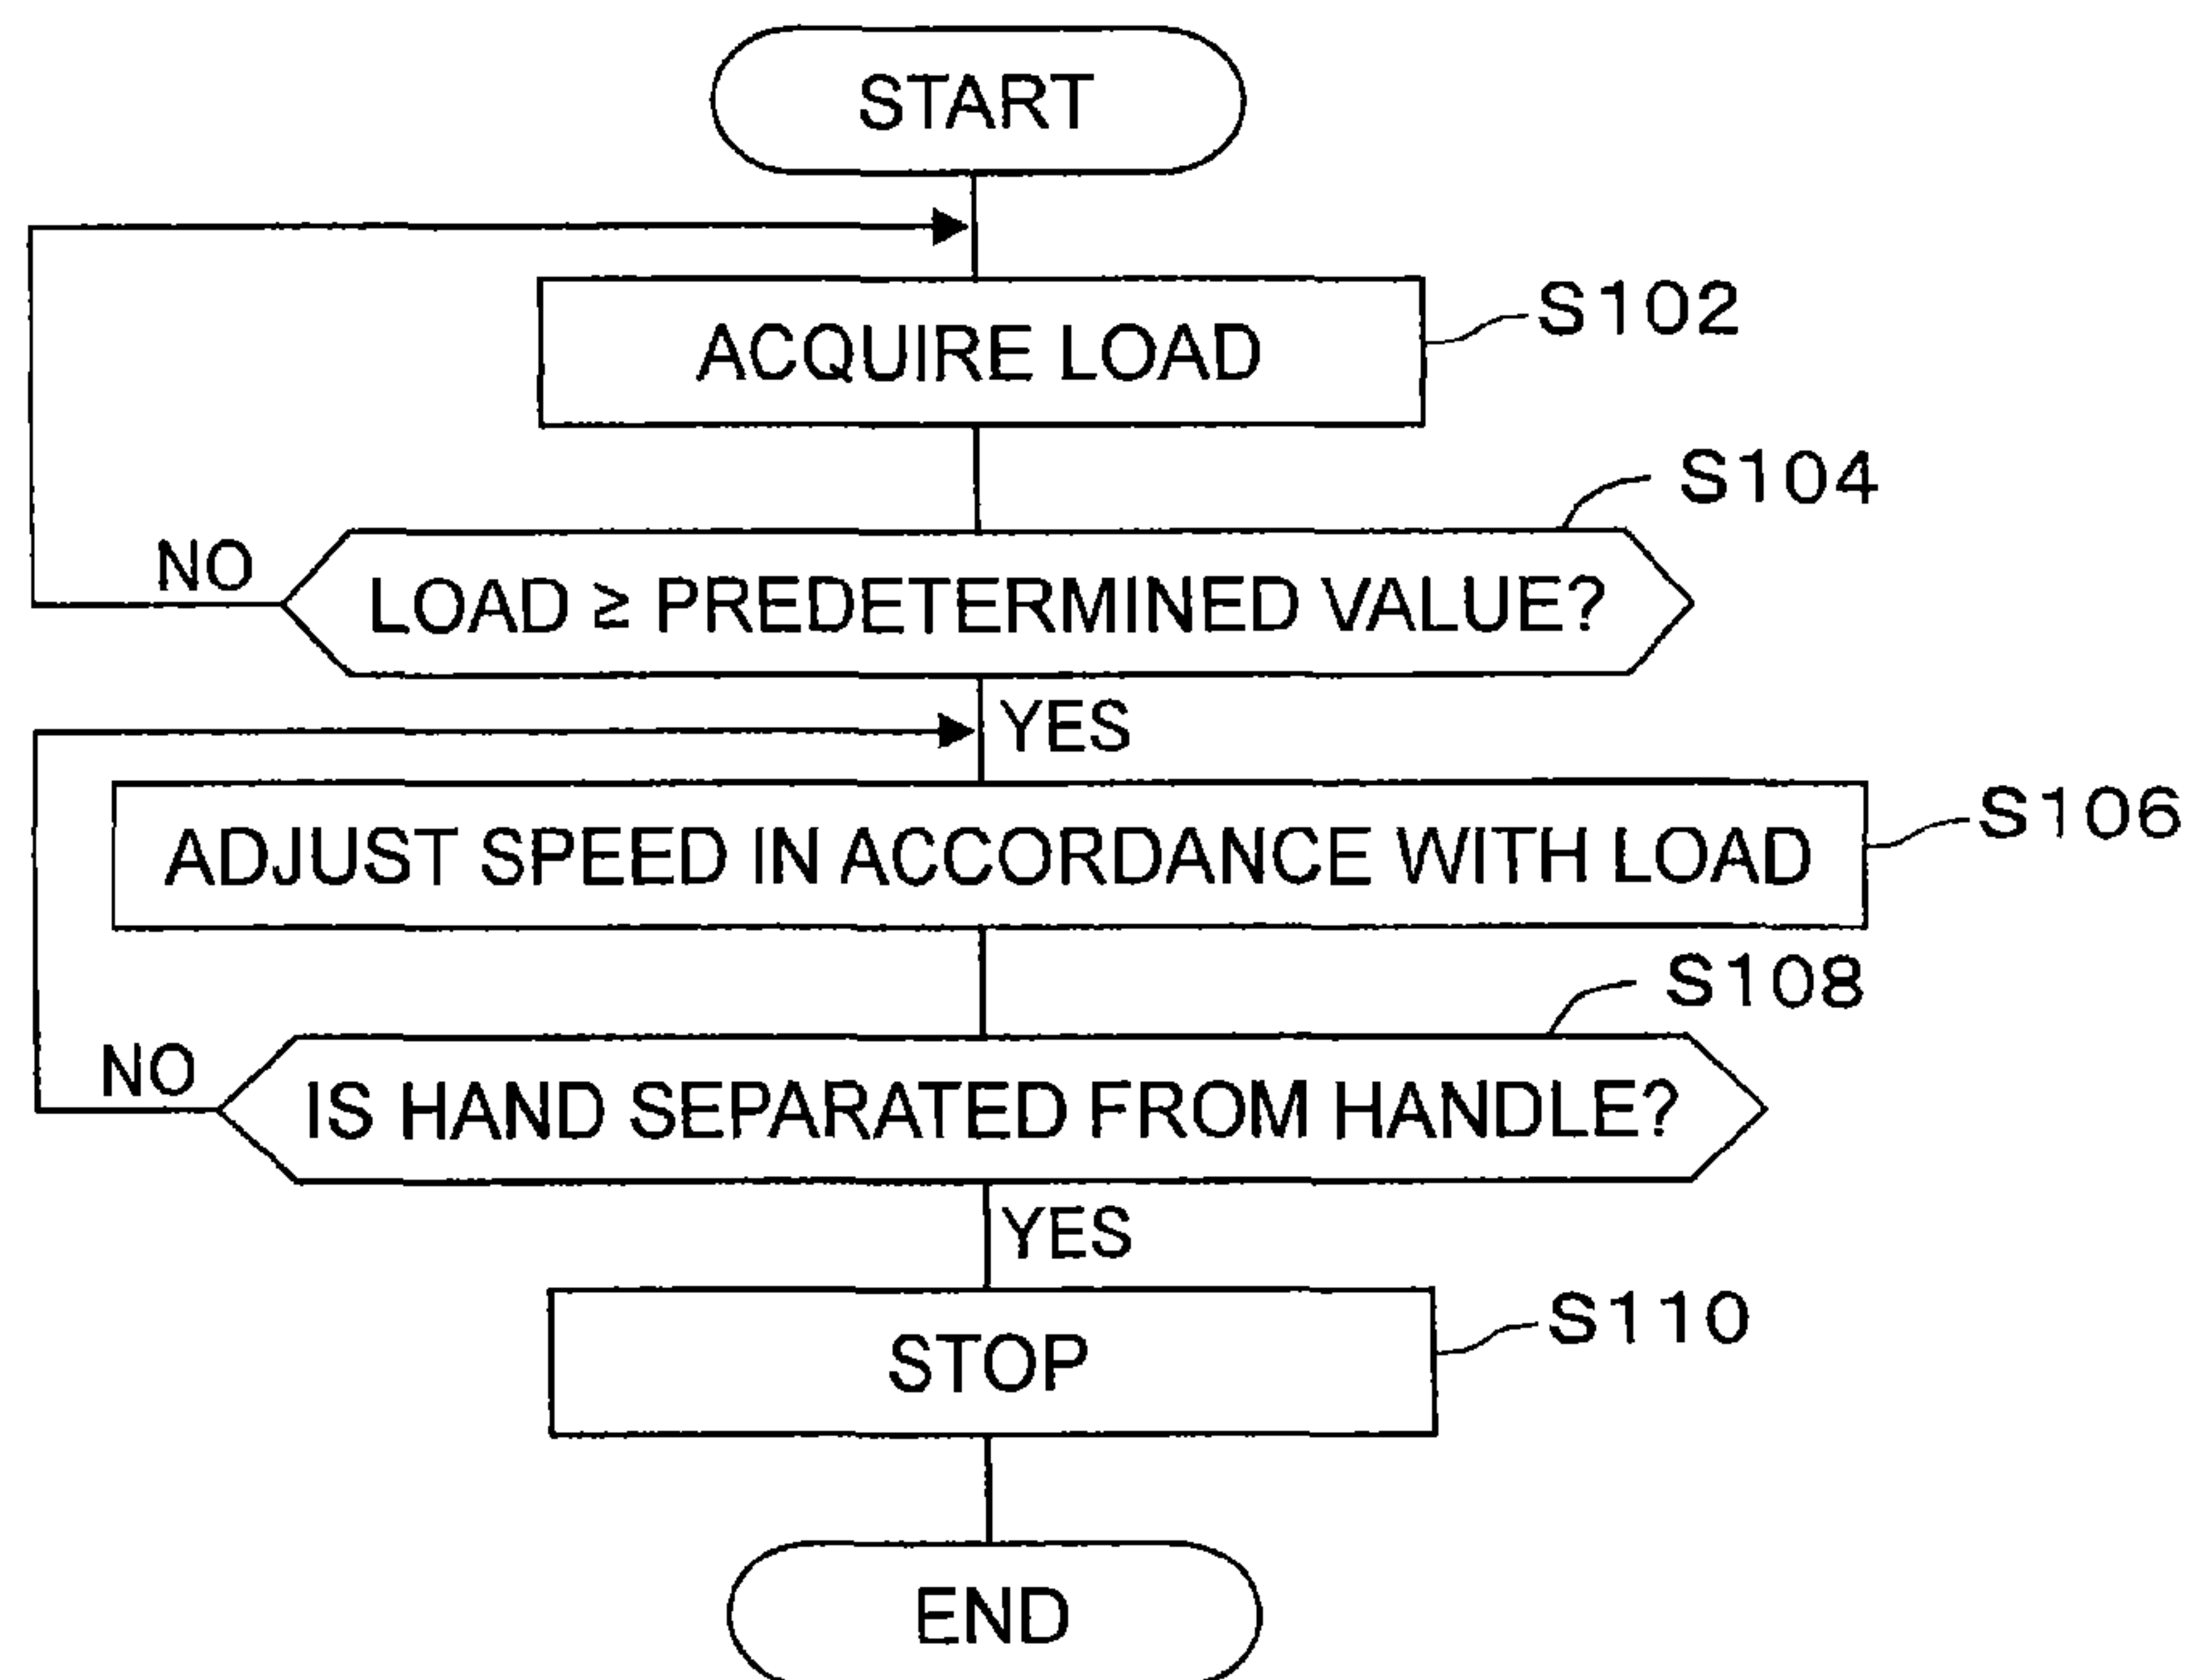 START
ACQUIRE LOAD
S102
S104
NO
LOAD ≥ PREDETERMINED VALUE?
YES
ADJUST SPEED IN ACCORDANCE WITH LOAD
S106
S108
NO
IS HAND SEPARATED FROM HANDLE?
YES
STOP
S110
END